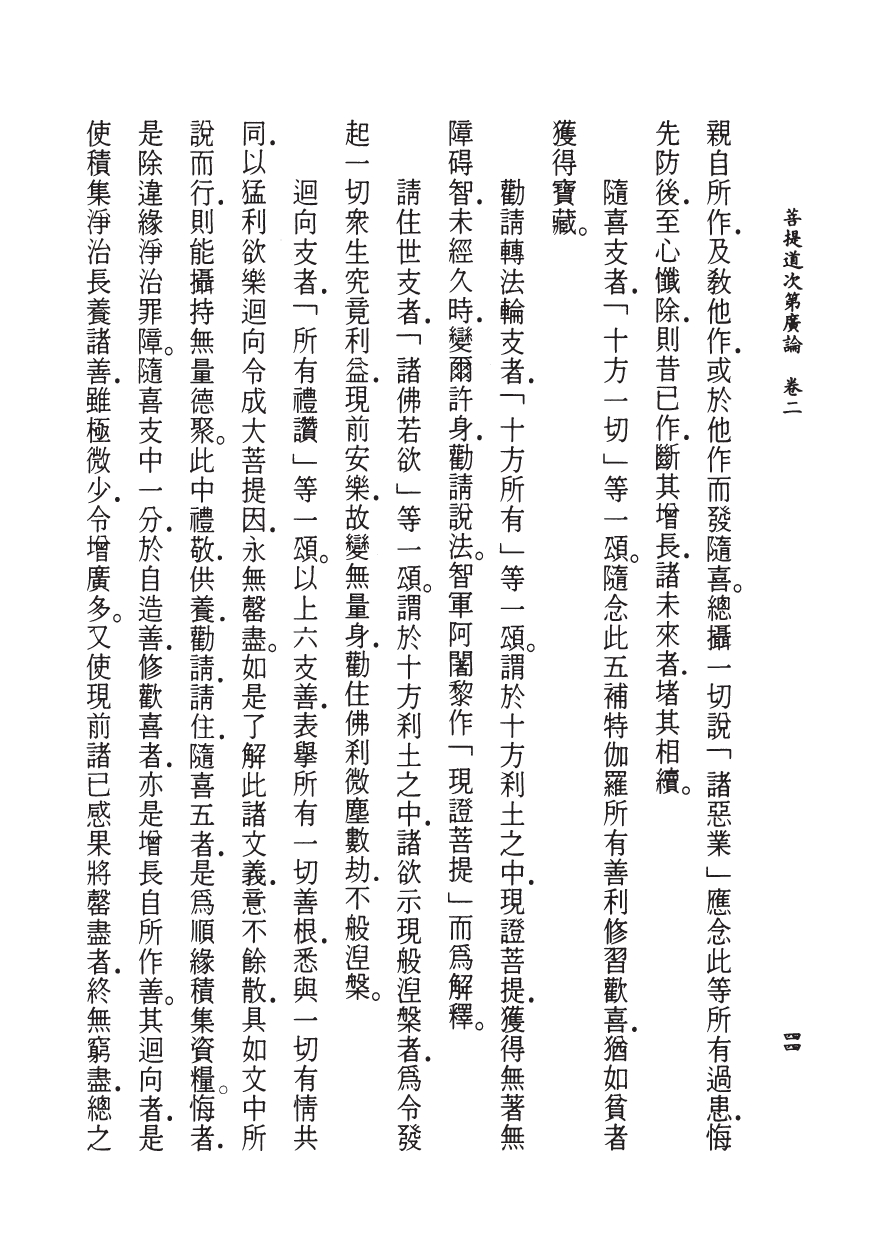 菩提道次第廣論　卷二
四四
親自所作．及敎他作．或於他作而發隨喜。總攝一切說「諸惡業」應念此等所有過患．悔
先防後．至心懺除．則昔已作．斷其增長．諸未來者．堵其相續。
隨喜支者．「十方一切」等一頌。隨念此五補特伽羅所有善利修習歡喜．猶如貧者
獲得寶藏。
勸請轉法輪支者．「十方所有」等一頌。謂於十方刹土之中．現證菩提．獲得無著無
障碍智．未經久時．變爾許身．勸請說法。智軍阿闍黎作「現證菩提」而爲解釋。
請住世支者．「諸佛若欲」等一頌。謂於十方刹土之中．諸欲示現般涅槃者．爲令發
起一切衆生究竟利益．現前安樂．故變無量身．勸住佛刹微塵數劫．不般涅槃。
迴向支者．「所有禮讚」等一頌。以上六支善．表擧所有一切善根．悉與一切有情共
同．以猛利欲樂迴向令成大菩提因．永無罄盡。如是了解此諸文義．意不餘散．具如文中所
說而行．則能攝持無量德聚。此中禮敬．供養．勸請．請住．隨喜五者．是爲順緣積集資糧。悔者．
是除違緣淨治罪障。隨喜支中一分．於自造善．修歡喜者．亦是增長自所作善。其迴向者．是
使積集淨治長養諸善．雖極微少．令增廣多。又使現前諸已感果將罄盡者．終無窮盡．總之